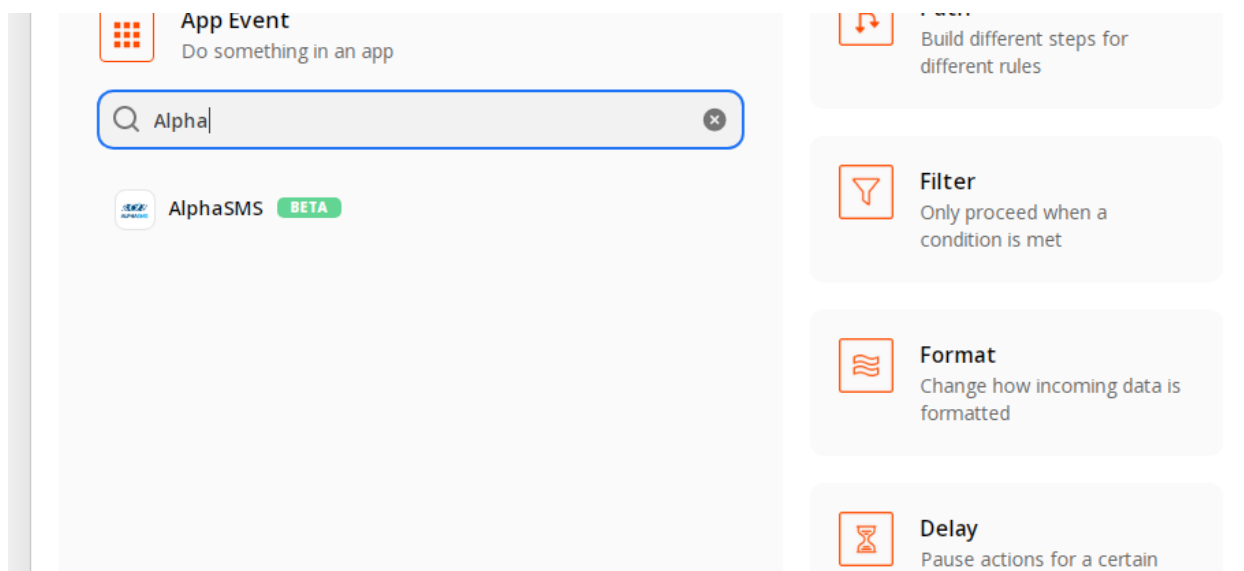 App Event
Do something in an app
Alpha
AlphaSMS BETA
Build different steps for
different rules
Filter
Only proceed when a
condition is met
Format
Change how incoming data is
formatted
Delay
Pause actions for a certain